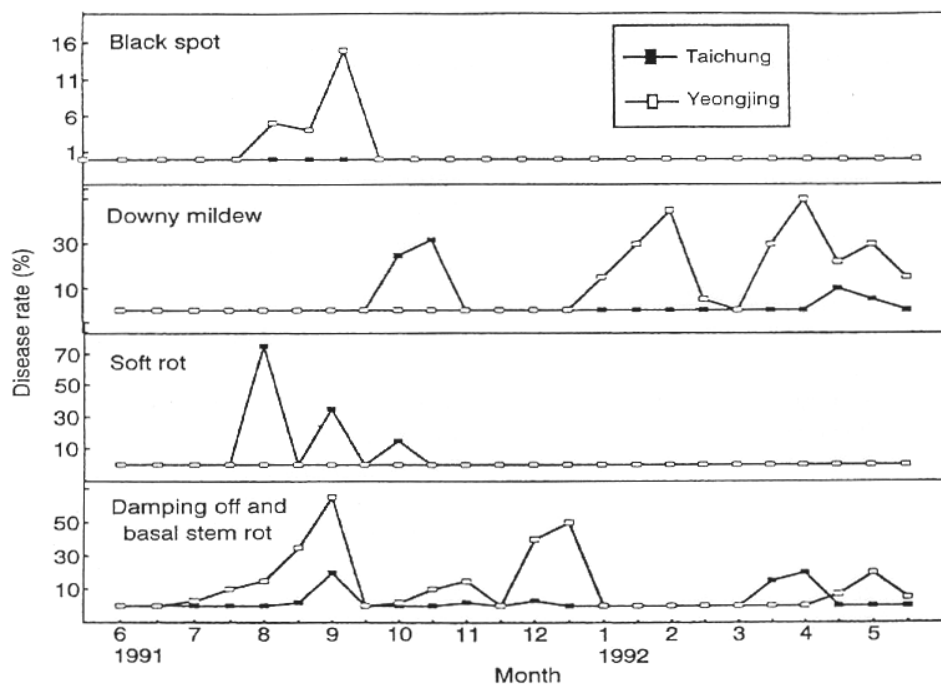 Black spot
16
11
6
1
Taichung
Yeongjing
Downy mildew
30
10
Soft rot
70
50
30
10
Damping off and
basal stem rot
50
30
10
Disease rate (%)
6 7 8 9 10 11 12 1 2 3 4 5
1991 1992
Month